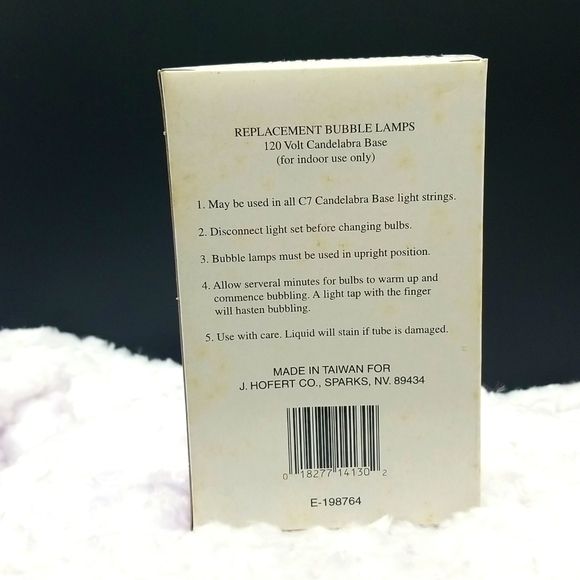 REPLACEMENT BUBBLE LAMPS
120 Volt Candelabra Base
(for indoor use only)
1. May be used in all C7 Candelabra Base light strings.
2. Disconnect light set before changing bulbs.
3. Bubble lamps must be used in upright position.
4. Allow serveral minutes for bulbs to warm up and
commence bubbling. A light tap with the finger
will hasten bubbling.
5. Use with care. Liquid will stain if tube is damaged.
MADE IN TAIWAN FOR
J. HOFERT CO., SPARKS, NV. 89434
0 18277 14130 2
E-198764